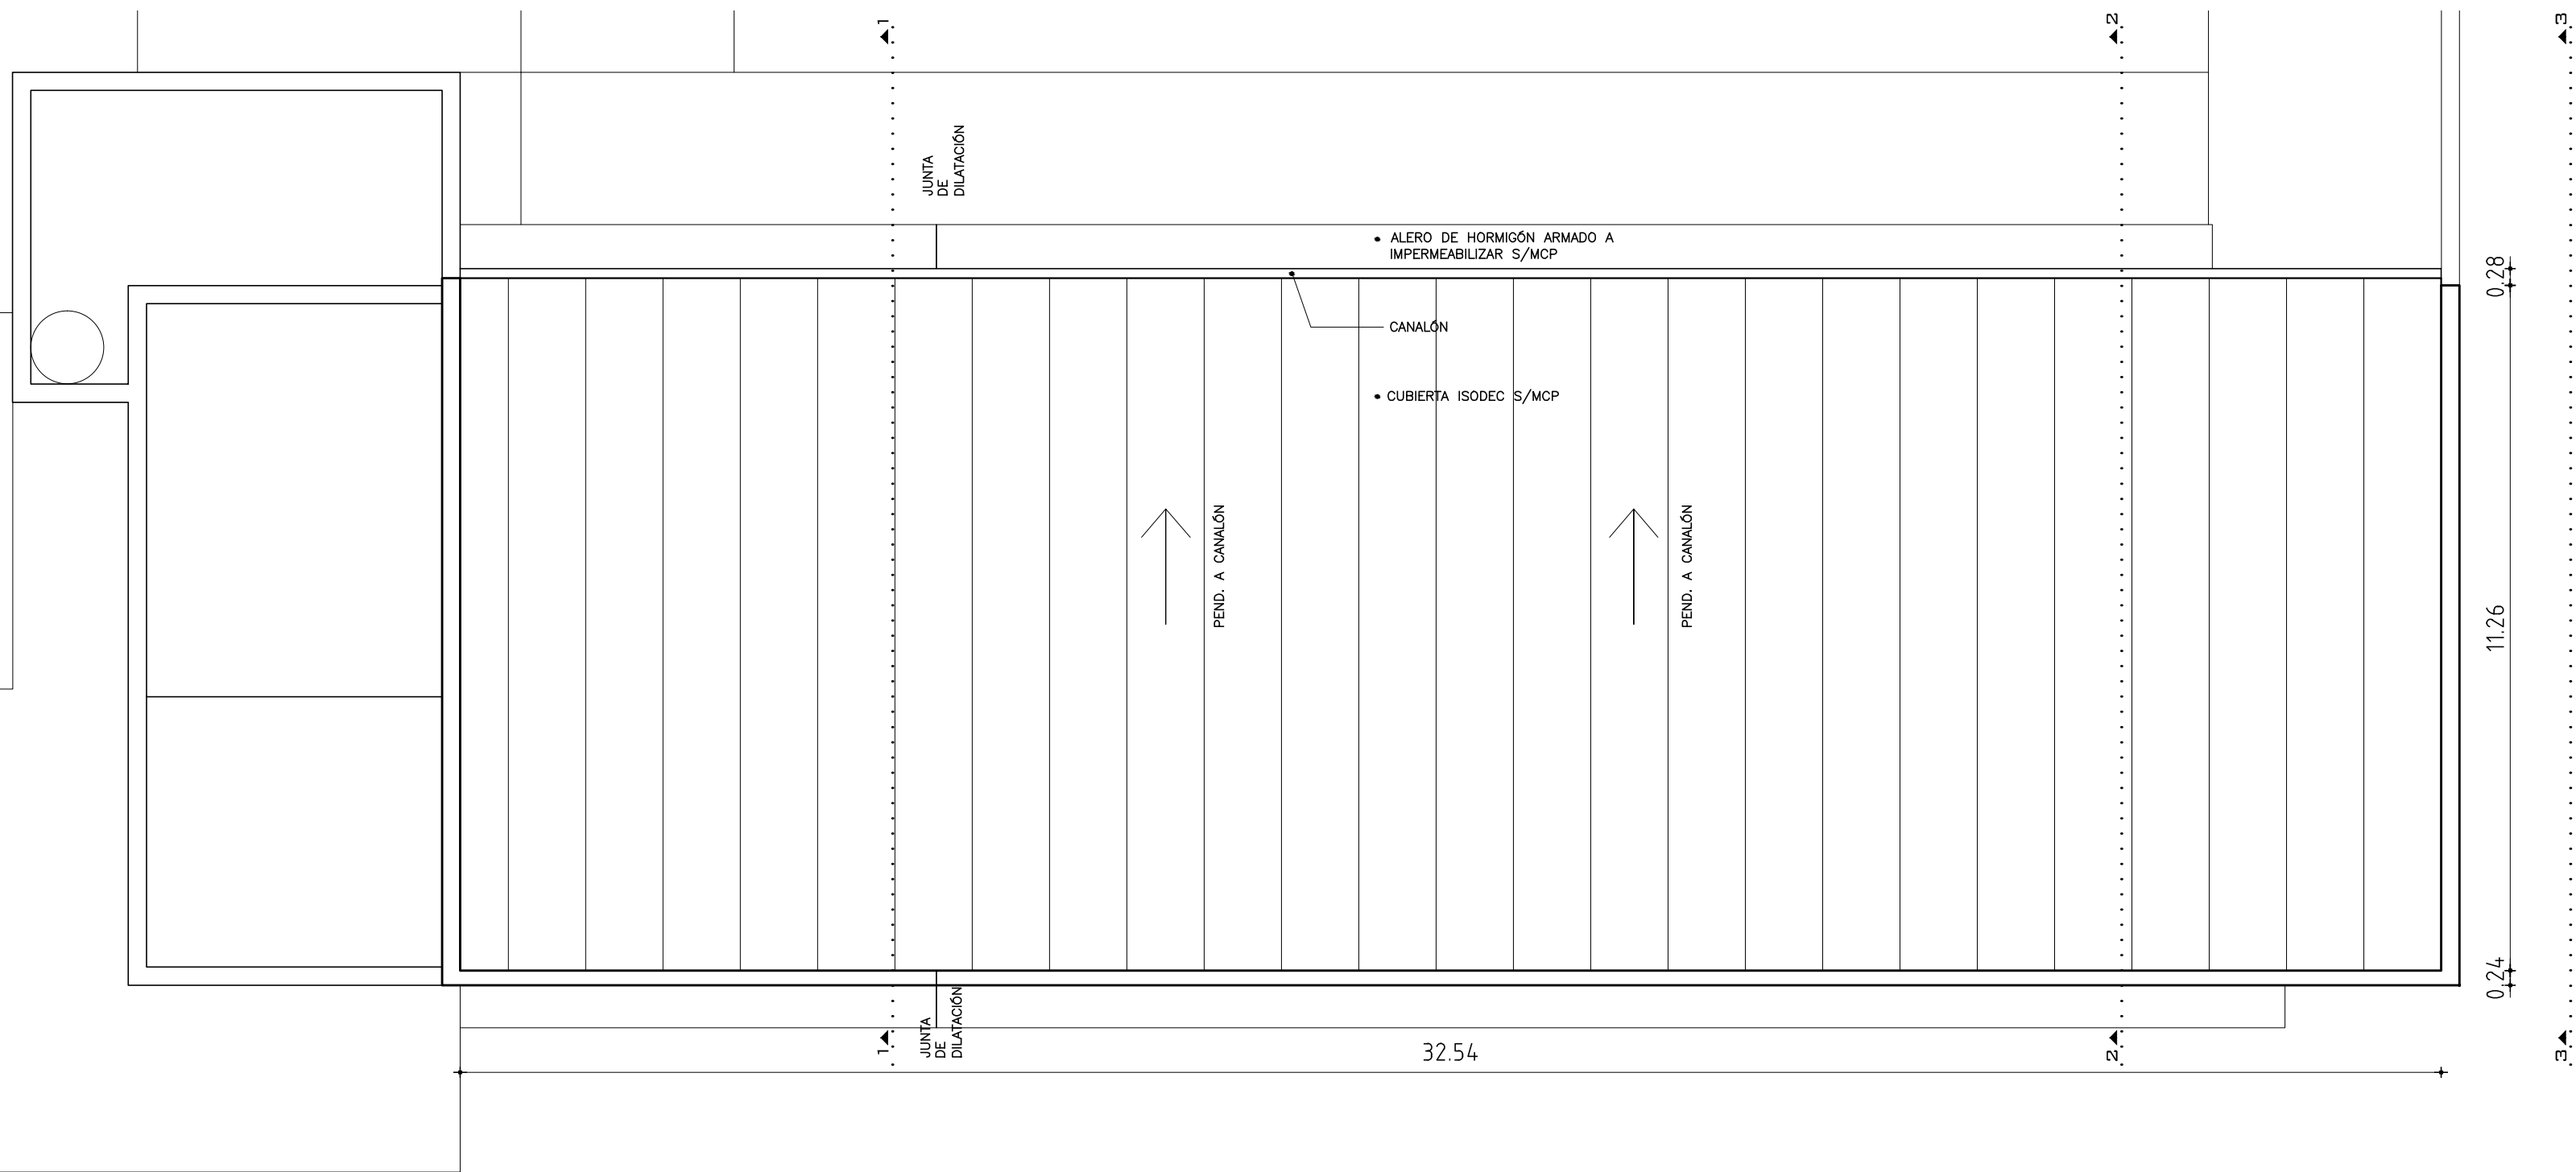 1
2
3
JUNTA
DE
DILATACIÓN
• ALERO DE HORMIGÓN ARMADO A
IMPERMEABILIZAR S/MCP
0.28
CANALÓN
• CUBIERTA ISODEC S/MCP
PEND. A CANALÓN
PEND. A CANALÓN
11.26
0.24
JUNTA
DE
DILATACIÓN
1
2
3
32.54